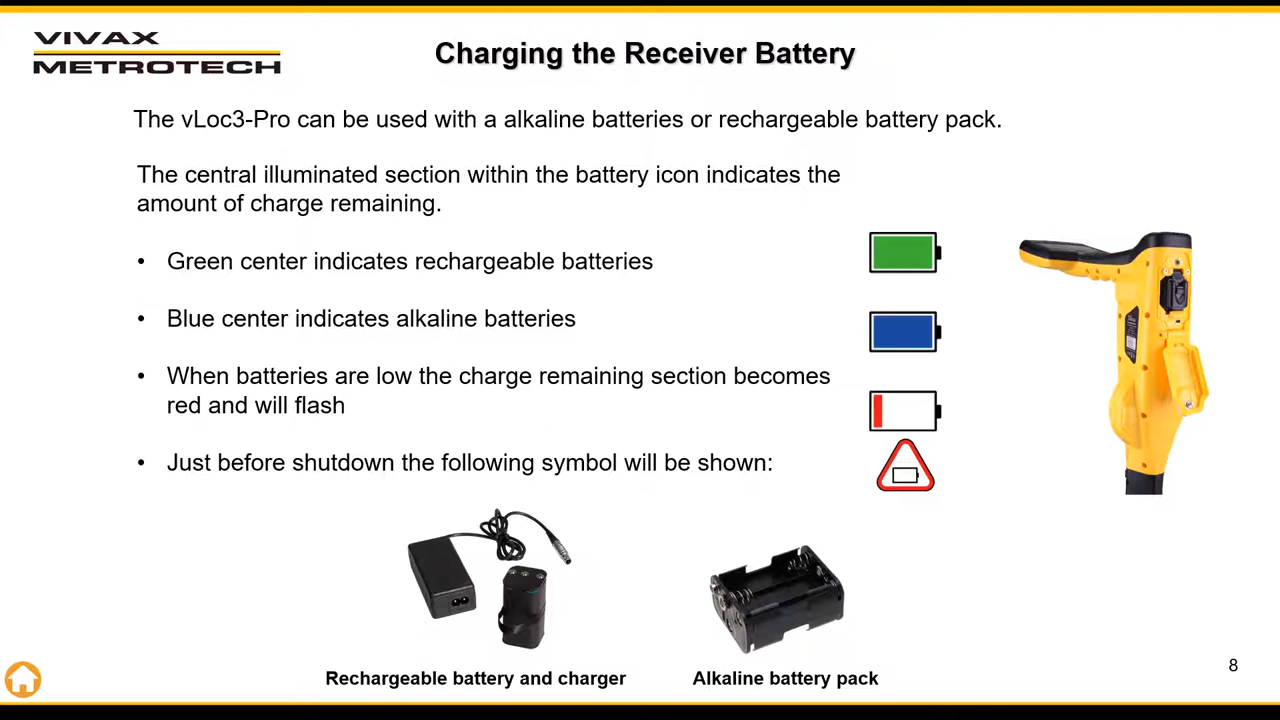 VIVAX
METROTECH
Charging the Receiver Battery
The vLoc3-Pro can be used with a alkaline batteries or rechargeable battery pack.
The central illuminated section within the battery icon indicates the
amount of charge remaining.
• Green center indicates rechargeable batteries
• Blue center indicates alkaline batteries
• When batteries are low the charge remaining section becomes
red and will flash
• Just before shutdown the following symbol will be shown:
Rechargeable battery and charger
Alkaline battery pack
8